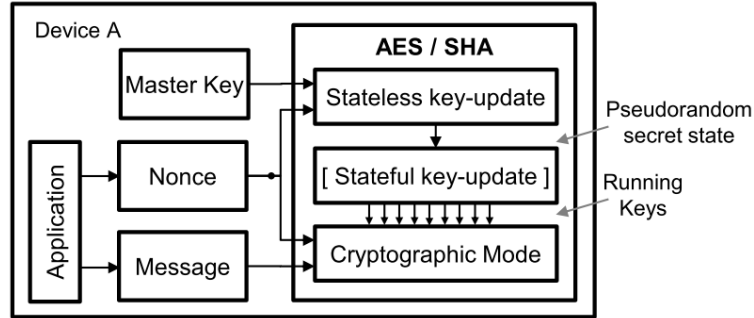 Device A
AES / SHA
Master Key
Stateless key-update
Pseudorandom
secret state
Application
Nonce
[ Stateful key-update ]
Running
Keys
Message
Cryptographic Mode